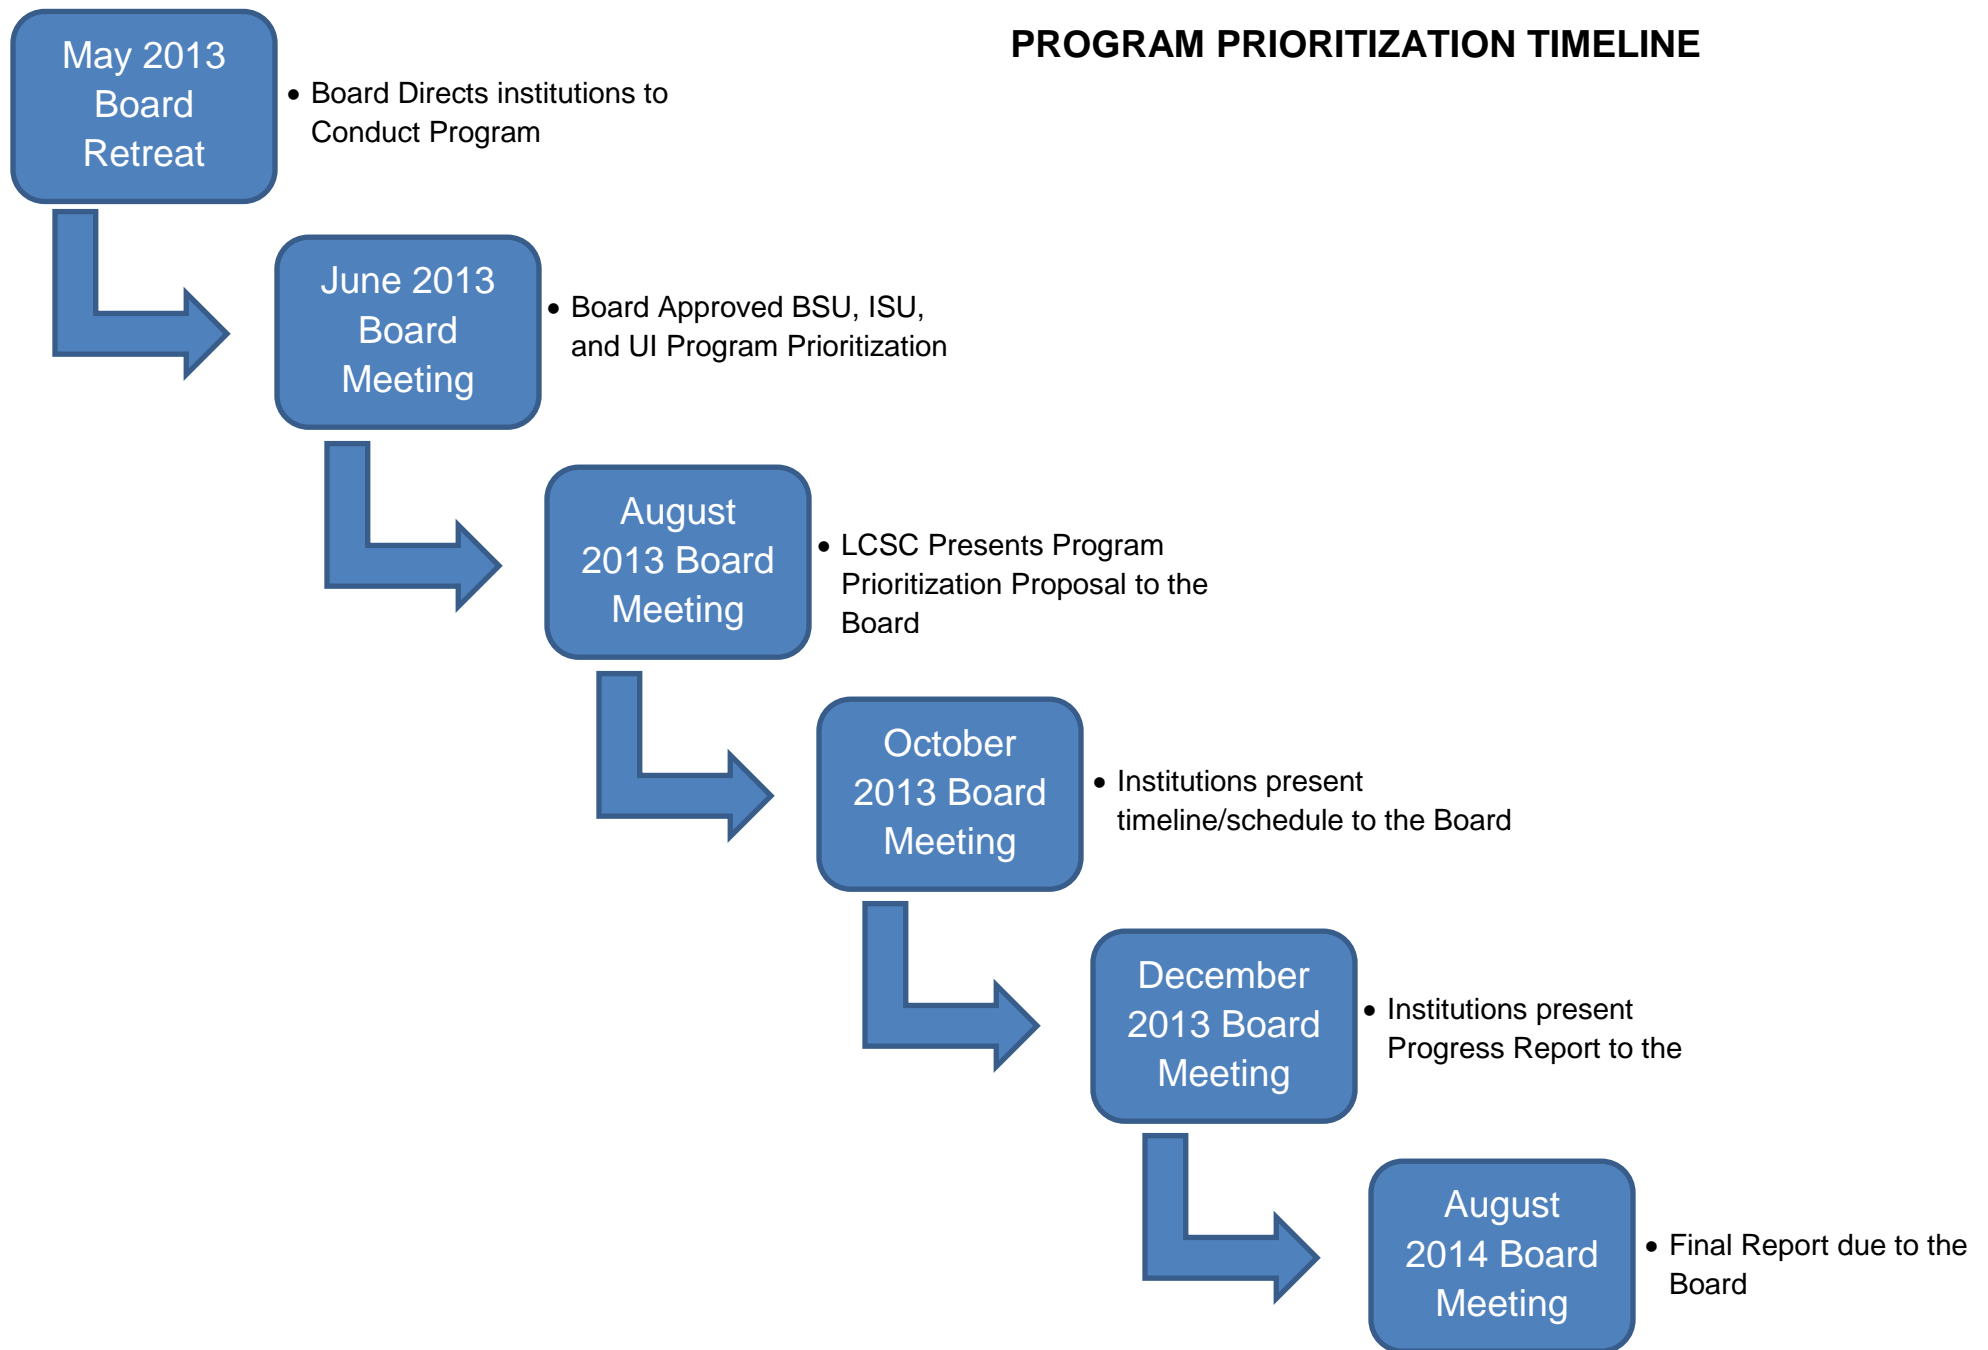 PROGRAM PRIORITIZATION TIMELINE
May 2013
Board
Retreat
• Board Directs institutions to
Conduct Program
June 2013
Board
Meeting
• Board Approved BSU, ISU,
and UI Program Prioritization
August
2013 Board
Meeting
• LCSC Presents Program
Prioritization Proposal to the
Board
October
2013 Board
Meeting
• Institutions present
timeline/schedule to the Board
December
2013 Board
Meeting
• Institutions present
Progress Report to the
August
2014 Board
Meeting
• Final Report due to the
Board